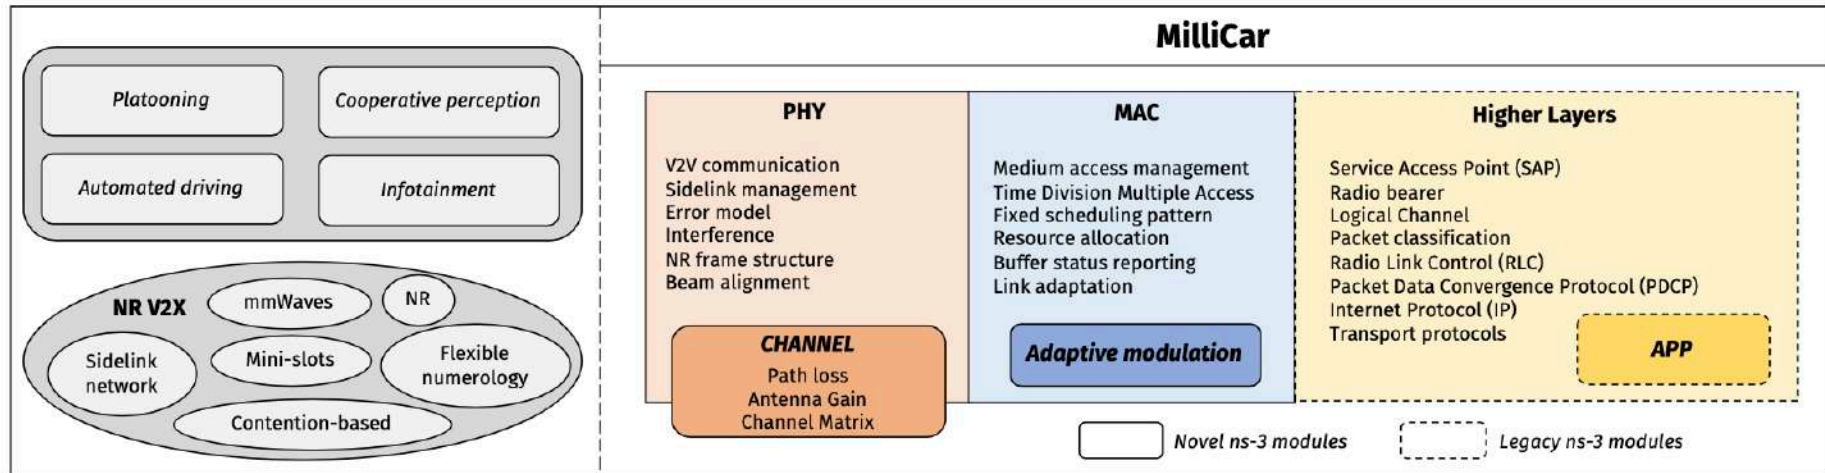 Platooning
Cooperative perception
Automated driving
Infotainment
NR V2X
mmWaves
NR
Sidelink
network
Mini-slots
Flexible
numerology
Contention-based
MilliCar
PHY
V2V communication
Sidelink management
Error model
Interference
NR frame structure
Beam alignment
CHANNEL
Path loss
Antenna Gain
Channel Matrix
MAC
Medium access management
Time Division Multiple Access
Fixed scheduling pattern
Resource allocation
Buffer status reporting
Link adaptation
Adaptive modulation
Higher Layers
Service Access Point (SAP)
Radio bearer
Logical Channel
Packet classification
Radio Link Control (RLC)
Packet Data Convergence Protocol (PDCP)
Internet Protocol (IP)
Transport protocols
APP
Novel ns-3 modules
Legacy ns-3 modules